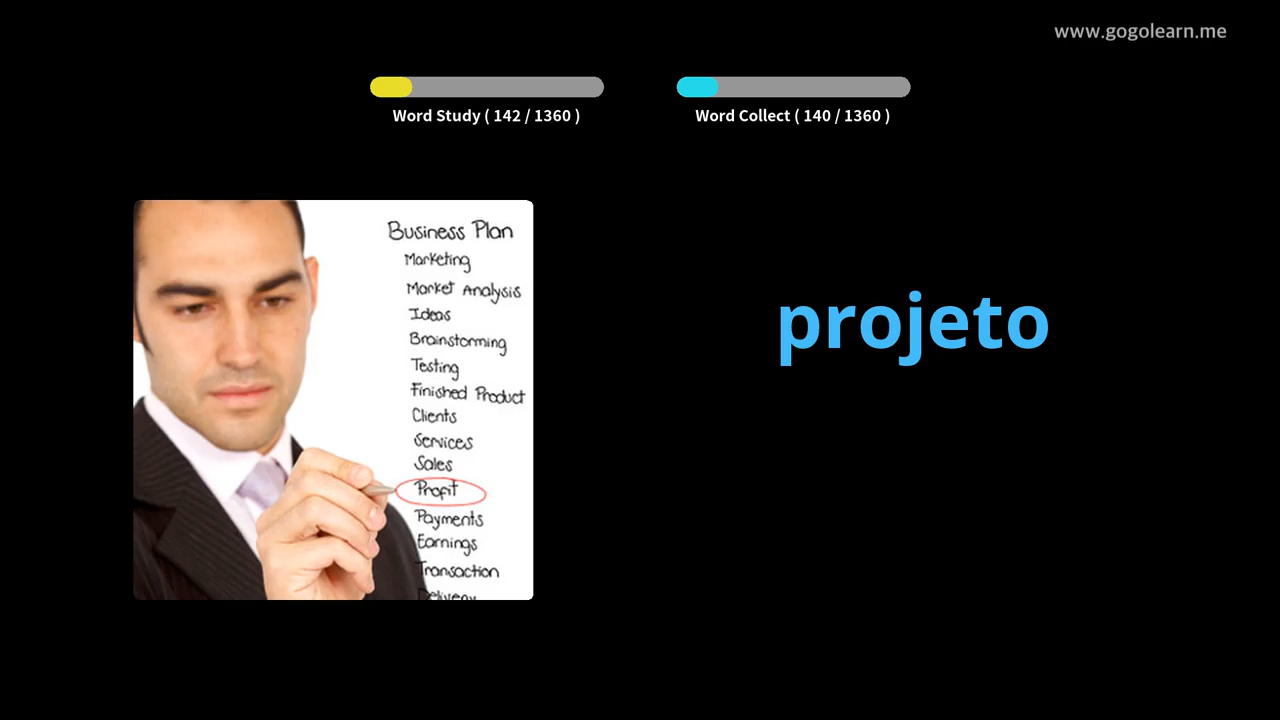 www.gogolearn.me
Word Study ( 142 / 1360 )
Word Collect ( 140 / 1360 )
Business Plan
Marketing
Market Analysis
Ideas
Brainstorming
Testing
Finished Product
Clients
Services
Sales
Profit
Payments
Earnings
Transaction
Delivery
projeto